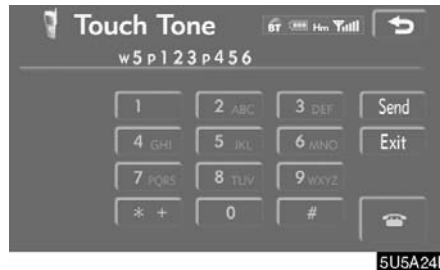 Touch Tone BT Hm
w5p123p456
1 2 ABC 3 DEF Send
4 GHI 5 JKL 6 MNO Exit
7 PQRS 8 TUV 9 WXYZ
* + 0 #
5U5A24